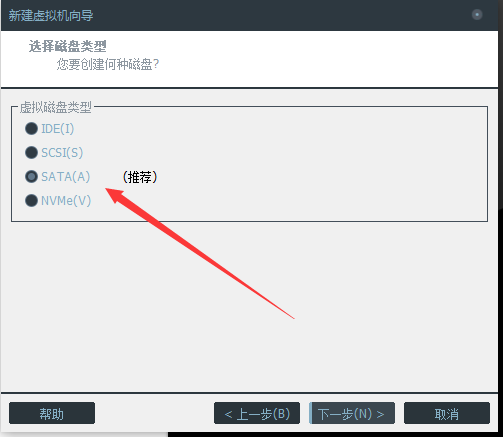 新建虚拟机向导
选择磁盘类型
您要创建何种磁盘?
虚拟磁盘类型
IDE(I)
SCSI(S)
SATA(A) （推荐）
NVMe(V)
帮助 < 上一步(B) 下一步(N) > 取消